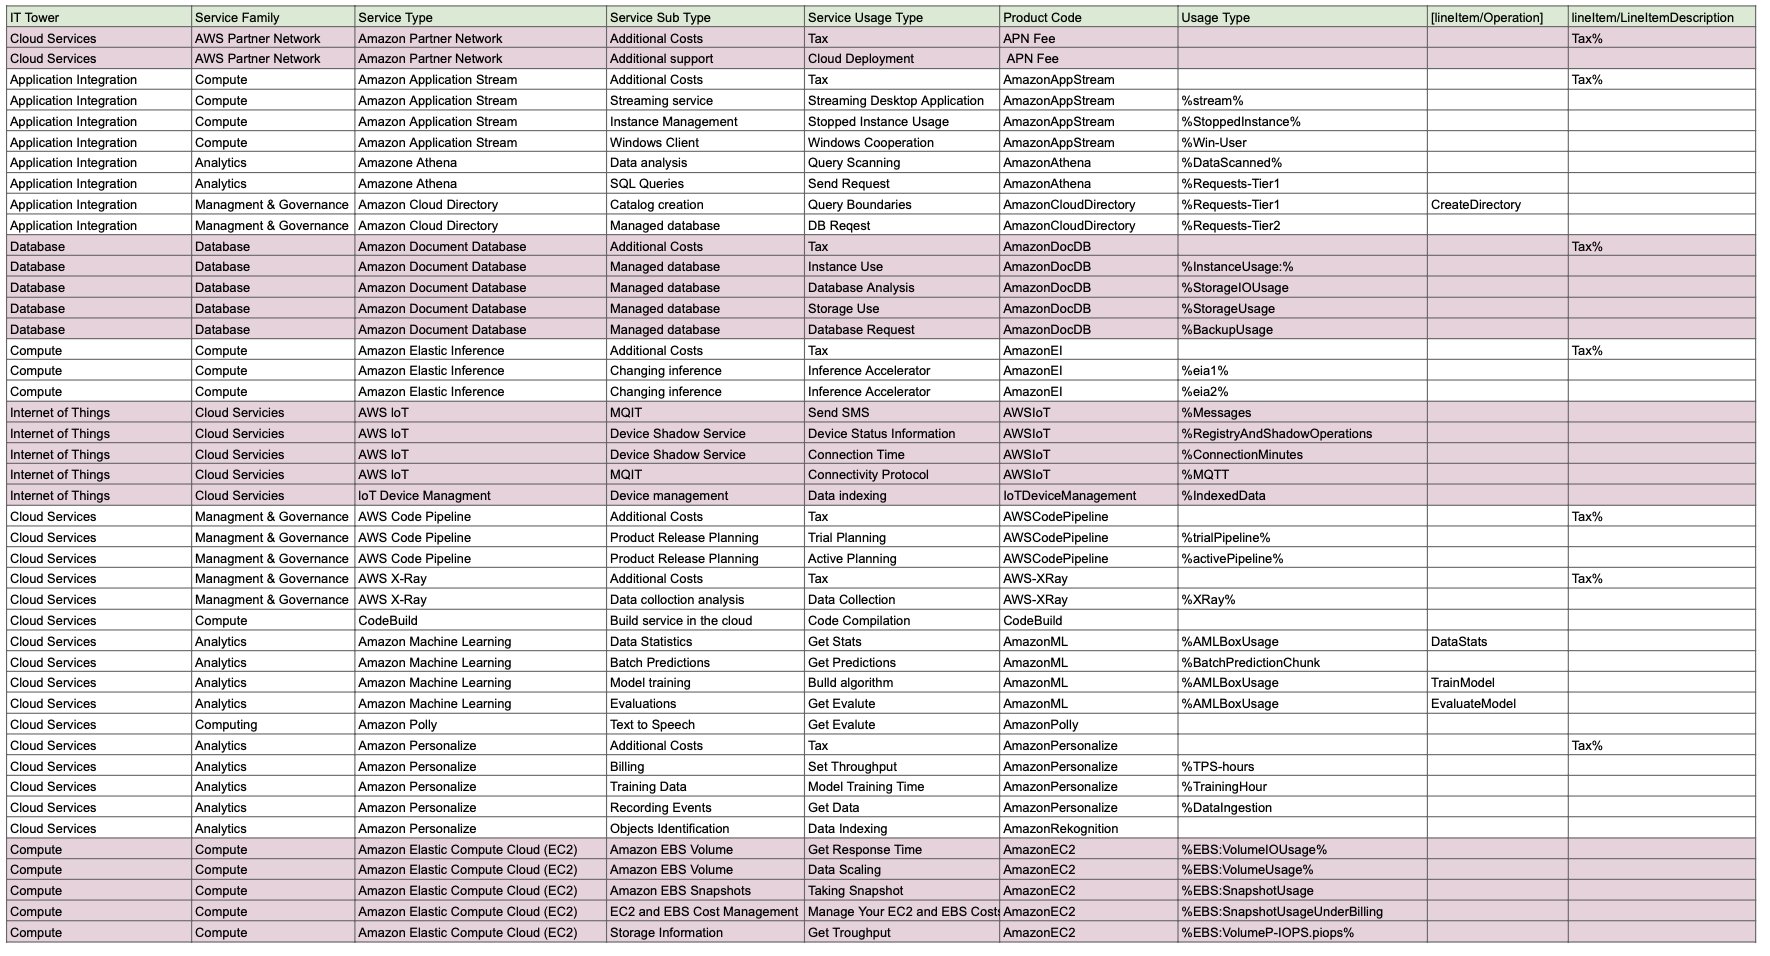 IT Tower Service Family Service Type Service Sub Type Service Usage Type Product Code Usage Type [lineItem/Operation] lineItem/LineItemDescription
Cloud Services AWS Partner Network Amazon Partner Network Additional Costs Tax APN Fee Tax%
Cloud Services AWS Partner Network Amazon Partner Network Additional support Cloud Deployment APN Fee
Application Integration Compute Amazon Application Stream Additional Costs Tax AmazonAppStream Tax%
Application Integration Compute Amazon Application Stream Streaming service Streaming Desktop Application AmazonAppStream %stream%
Application Integration Compute Amazon Application Stream Instance Management Stopped Instance Usage AmazonAppStream %StoppedInstance%
Application Integration Compute Amazon Application Stream Windows Client Windows Cooperation AmazonAppStream %Win-User
Application Integration Analytics Amazone Athena Data analysis Query Scanning AmazonAthena %DataScanned%
Application Integration Analytics Amazone Athena SQL Queries Send Request AmazonAthena %Requests-Tier1
Application Integration Managment & Governance Amazon Cloud Directory Catalog creation Query Boundaries AmazonCloudDirectory %Requests-Tier1 CreateDirectory
Application Integration Managment & Governance Amazon Cloud Directory Managed database DB Reqest AmazonCloudDirectory %Requests-Tier2
Database Database Amazon Document Database Additional Costs Tax AmazonDocDB Tax%
Database Database Amazon Document Database Managed database Instance Use AmazonDocDB %InstanceUsage:%
Database Database Amazon Document Database Managed database Database Analysis AmazonDocDB %StorageIOUsage
Database Database Amazon Document Database Managed database Storage Use AmazonDocDB %StorageUsage
Database Database Amazon Document Database Managed database Database Request AmazonDocDB %BackupUsage
Compute Compute Amazon Elastic Inference Additional Costs Tax AmazonEI Tax%
Compute Compute Amazon Elastic Inference Changing inference Inference Accelerator AmazonEI %eia1%
Compute Compute Amazon Elastic Inference Changing inference Inference Accelerator AmazonEI %eia2%
Internet of Things Cloud Servicies AWS IoT MQIT Send SMS AWSIoT %Messages
Internet of Things Cloud Servicies AWS IoT Device Shadow Service Device Status Information AWSIoT %RegistryAndShadowOperations
Internet of Things Cloud Servicies AWS IoT Device Shadow Service Connection Time AWSIoT %ConnectionMinutes
Internet of Things Cloud Servicies AWS IoT MQIT Connectivity Protocol AWSIoT %MQTT
Internet of Things Cloud Servicies IoT Device Managment Device management Data indexing IoTDeviceManagement %IndexedData
Cloud Services Managment & Governance AWS Code Pipeline Additional Costs Tax AWSCodePipeline Tax%
Cloud Services Managment & Governance AWS Code Pipeline Product Release Planning Trial Planning AWSCodePipeline %trialPipeline%
Cloud Services Managment & Governance AWS Code Pipeline Product Release Planning Active Planning AWSCodePipeline %activePipeline%
Cloud Services Managment & Governance AWS X-Ray Additional Costs Tax AWS-XRay Tax%
Cloud Services Managment & Governance AWS X-Ray Data coloction analysis Data Collection AWS-XRay %XRay%
Cloud Services Compute CodeBuild Build service in the cloud Code Compilation CodeBuild
Cloud Services Analytics Amazon Machine Learning Data Statistics Get Stats AmazonML %AMLBoxUsage DataStats
Cloud Services Analytics Amazon Machine Learning Batch Predictions Get Predictions AmazonML %BatchPredictionChunk
Cloud Services Analytics Amazon Machine Learning Model training Bulld algorithm AmazonML %AMLBoxUsage TrainModel
Cloud Services Analytics Amazon Machine Learning Evaluations Get Evalute AmazonML %AMLBoxUsage EvaluateModel
Cloud Services Computing Amazon Polly Text to Speech Get Evalute AmazonPolly
Cloud Services Analytics Amazon Personalize Additional Costs Tax AmazonPersonalize Tax%
Cloud Services Analytics Amazon Personalize Billing Set Throughput AmazonPersonalize %TPS-hours
Cloud Services Analytics Amazon Personalize Training Data Model Training Time AmazonPersonalize %TrainingHour
Cloud Services Analytics Amazon Personalize Recording Events Get Data AmazonPersonalize %DataIngestion
Cloud Services Analytics Amazon Personalize Objects Identification Data Indexing AmazonRekognition
Compute Compute Amazon Elastic Compute Cloud (EC2) Amazon EBS Volume Get Response Time AmazonEC2 %EBS:VolumeIOUsage%
Compute Compute Amazon Elastic Compute Cloud (EC2) Amazon EBS Volume Data Scaling AmazonEC2 %EBS:VolumeUsage%
Compute Compute Amazon Elastic Compute Cloud (EC2) Amazon EBS Snapshots Taking Snapshot AmazonEC2 %EBS:SnapshotUsage
Compute Compute Amazon Elastic Compute Cloud (EC2) EC2 and EBS Cost Management Manage Your EC2 and EBS Costs AmazonEC2 %EBS:SnapshotUsageUnderBilling
Compute Compute Amazon Elastic Compute Cloud (EC2) Storage Information Get Troughput AmazonEC2 %EBS:VolumeP-IOPS.piops%